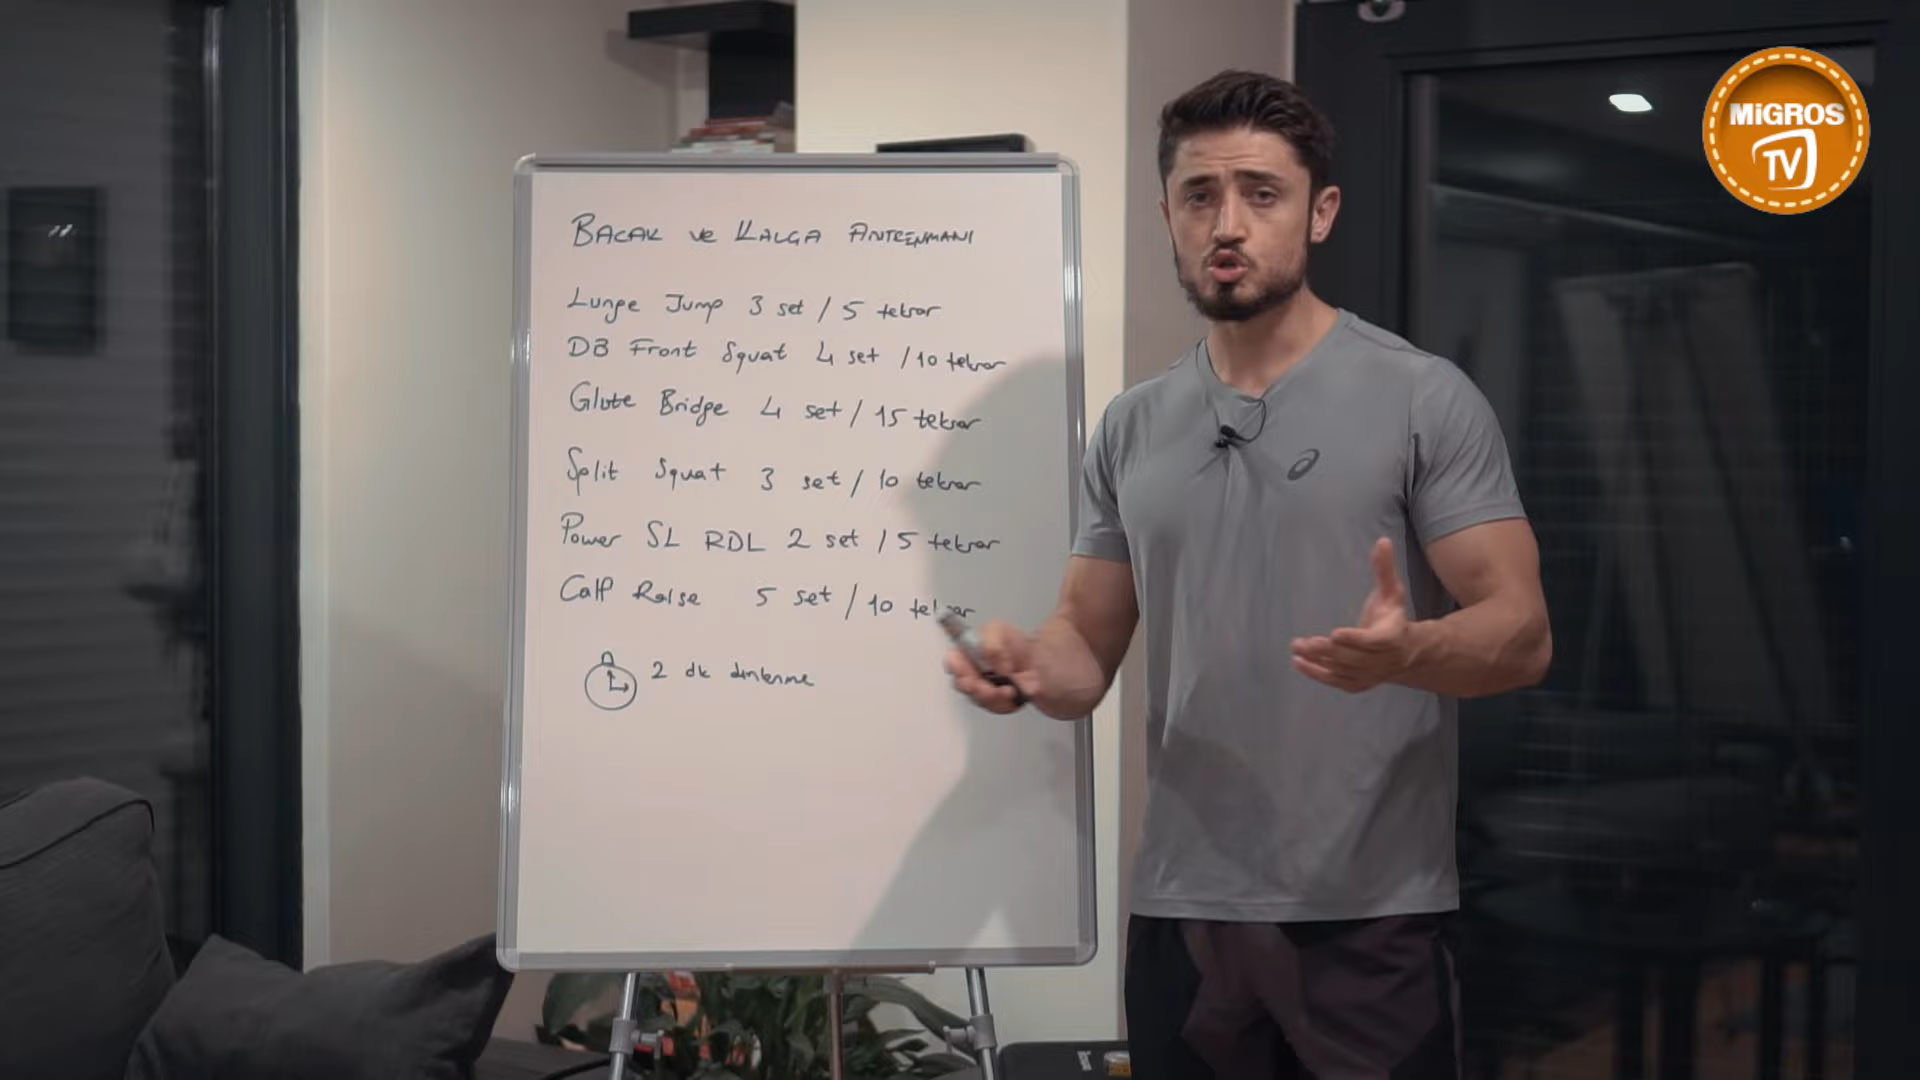 BACAK ve KALÇA ANTRENMANI
Lunge Jump 3 set / 5 tekrar
DB Front Squat 4 set / 10 tekrar
Glute Bridge 4 set / 15 tekrar
Split Squat 3 set / 10 tekrar
Power SL RDL 2 set / 5 tekrar
Calf Raise 5 set / 10 tekrar
2 dk dinlenme
MiGROS
TV